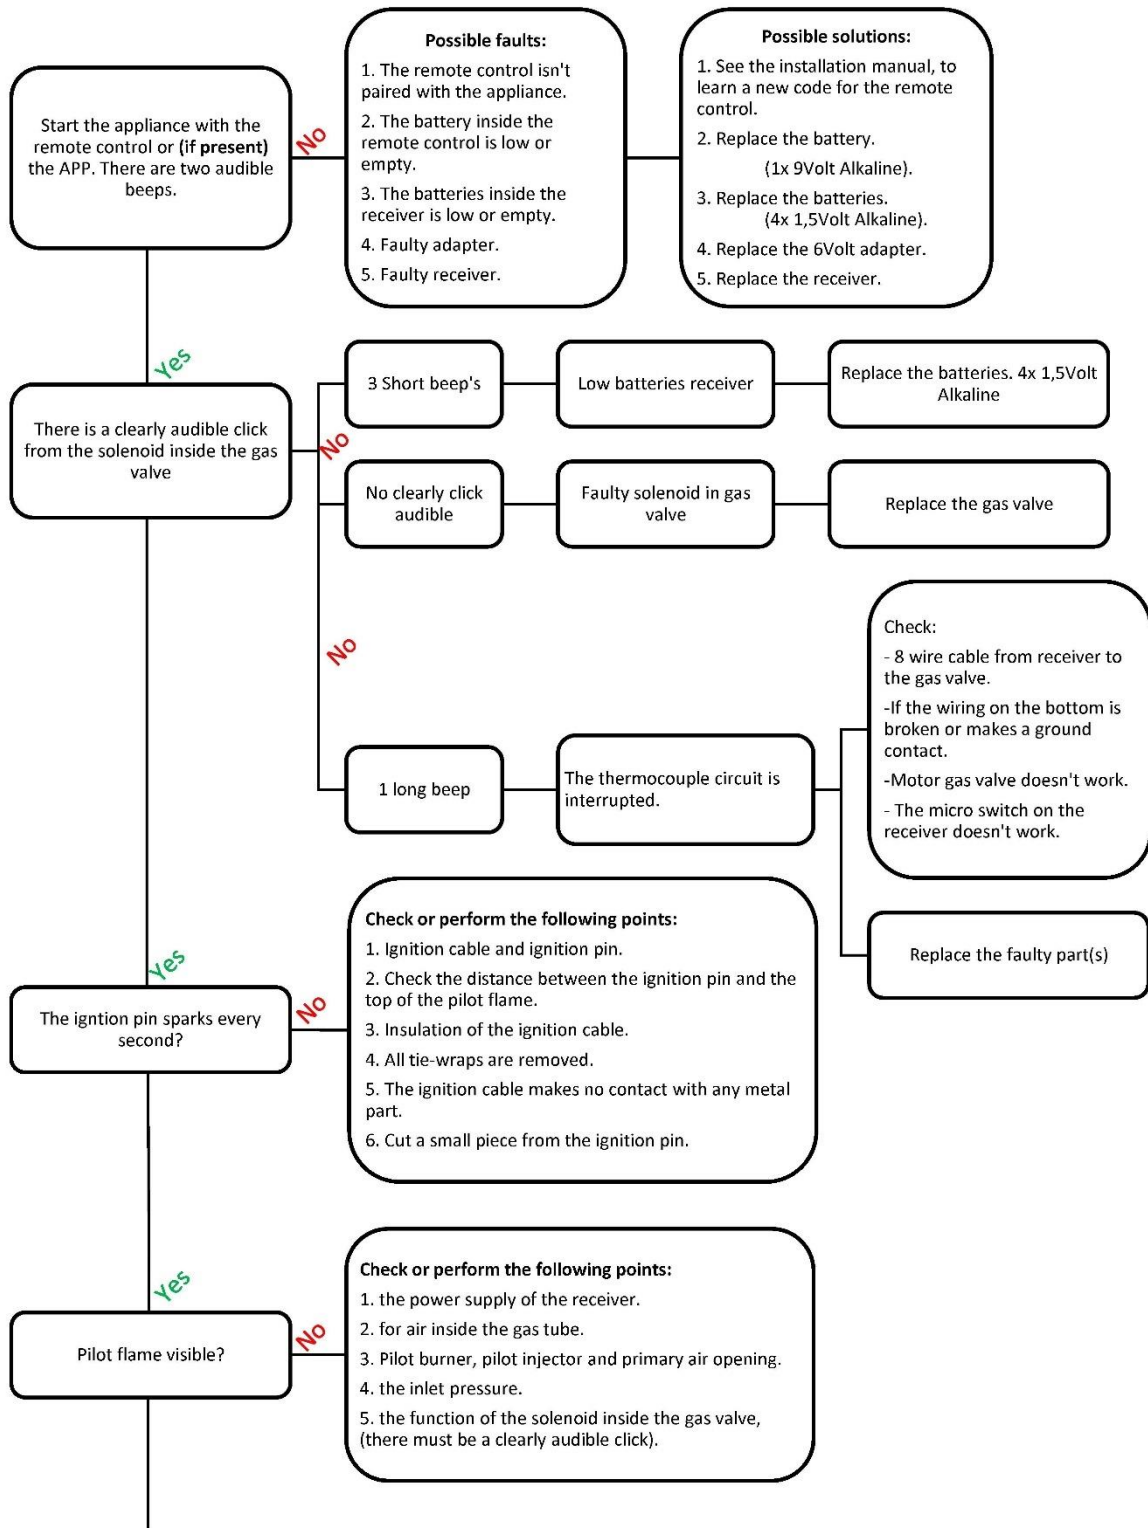 Start the appliance with the
remote control or (if present)
the APP. There are two audible
beeps.
No
Possible faults:
1. The remote control isn't
paired with the appliance.
2. The battery inside the
remote control is low or
empty.
3. The batteries inside the
receiver is low or empty.
4. Faulty adapter.
5. Faulty receiver.
Possible solutions:
1. See the installation manual, to
learn a new code for the remote
control.
2. Replace the battery.
(1x 9Volt Alkaline).
3. Replace the batteries.
(4x 1,5Volt Alkaline).
4. Replace the 6Volt adapter.
5. Replace the receiver.
Yes
There is a clearly audible click
from the solenoid inside the gas
valve
No
3 Short beep's
Low batteries receiver
Replace the batteries. 4x 1,5Volt
Alkaline
No clearly click
audible
Faulty solenoid in gas
valve
Replace the gas valve
No
1 long beep
The thermocouple circuit is
interrupted.
Check:
- 8 wire cable from receiver to
the gas valve.
-If the wiring on the bottom is
broken or makes a ground
contact.
-Motor gas valve doesn't work.
- The micro switch on the
receiver doesn't work.
Replace the faulty part(s)
Yes
The igntion pin sparks every
second?
No
Check or perform the following points:
1. Ignition cable and ignition pin.
2. Check the distance between the ignition pin and the
top of the pilot flame.
3. Insulation of the ignition cable.
4. All tie-wraps are removed.
5. The ignition cable makes no contact with any metal
part.
6. Cut a small piece from the ignition pin.
Yes
Pilot flame visible?
No
Check or perform the following points:
1. the power supply of the receiver.
2. for air inside the gas tube.
3. Pilot burner, pilot injector and primary air opening.
4. the inlet pressure.
5. the function of the solenoid inside the gas valve,
(there must be a clearly audible click).